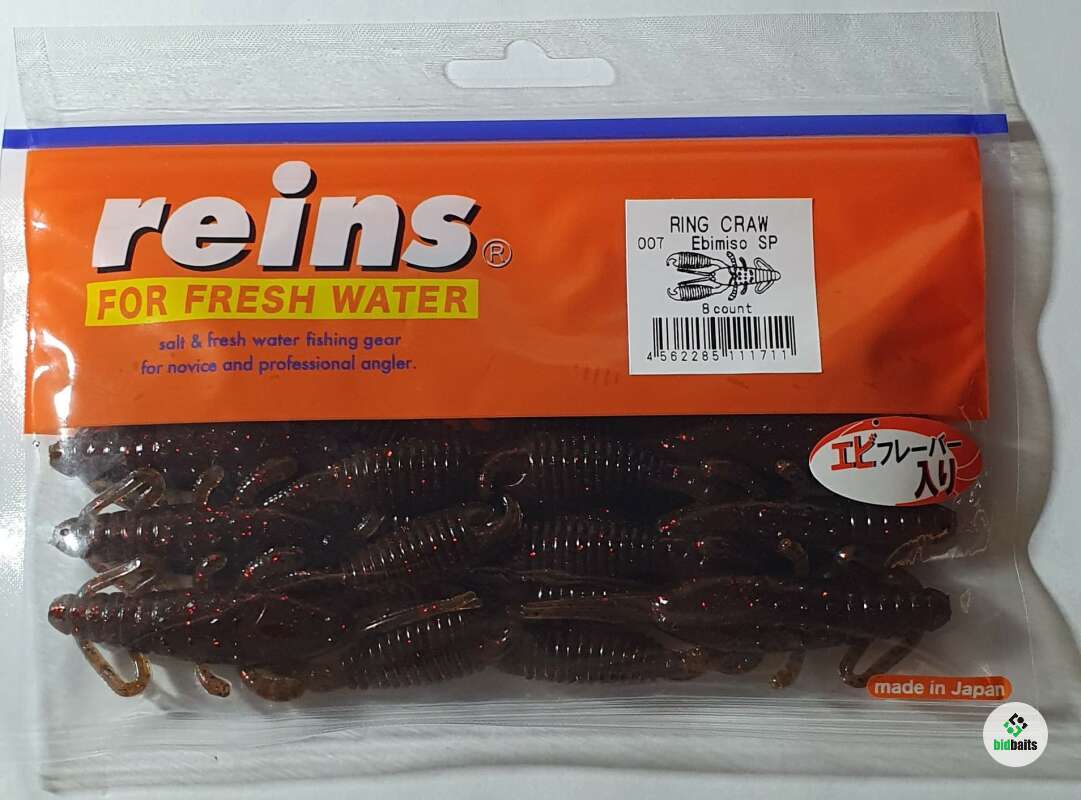 reins®
FOR FRESH WATER
salt & fresh water fishing gear
for novice and professional angler.
RING CRAW
007 Ebimiso SP
8 count
4 562285 111711
エビフレーバー
入り
made in Japan
bidbaits